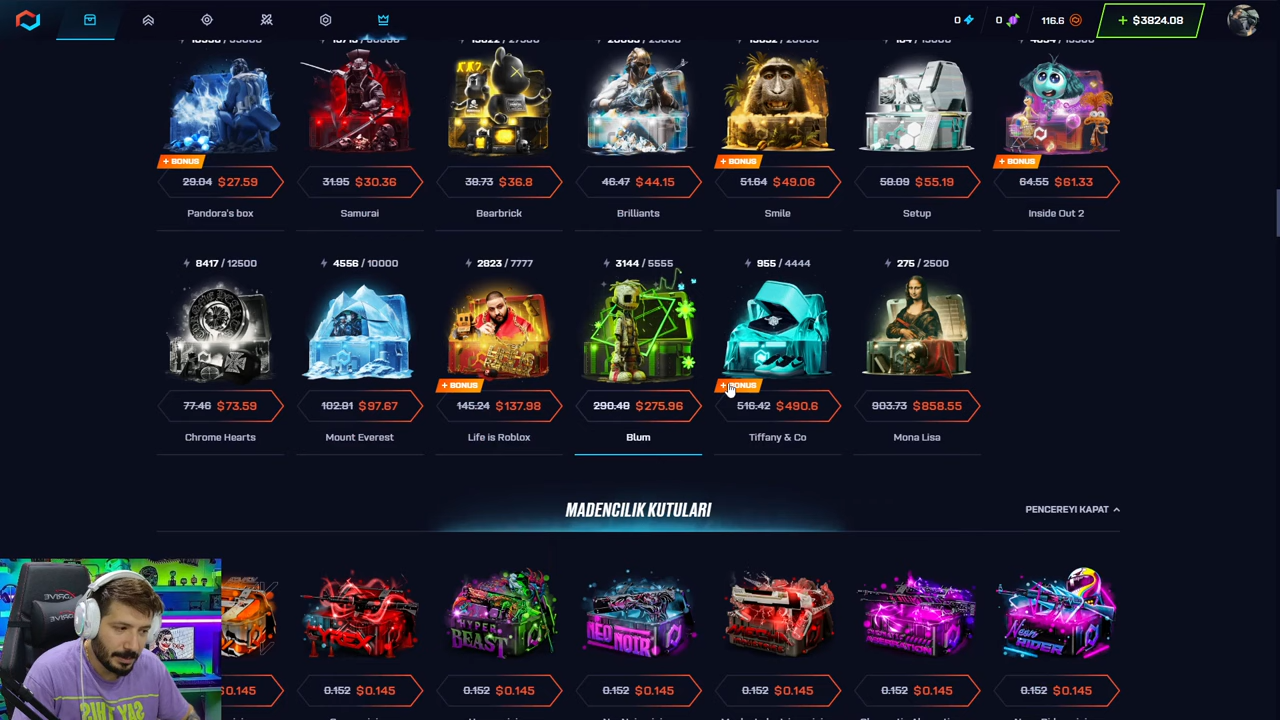 0
0
116.6
+ $3824.08
+ BONUS
+ BONUS
+ BONUS
29.04 $27.59
31.95 $30.36
38.73 $36.8
46.47 $44.15
51.64 $49.06
58.09 $55.19
64.55 $61.33
Pandora's box
Samurai
Bearbrick
Brilliants
Smile
Setup
Inside Out 2
8417 / 12500
4556 / 10000
2823 / 7777
3144 / 5555
955 / 4444
275 / 2500
+ BONUS
77.46 $73.59
102.81 $97.67
145.24 $137.98
290.48 $275.96
516.42 $490.6
903.73 $858.55
Chrome Hearts
Mount Everest
Life is Roblox
Blum
Tiffany & Co
Mona Lisa
MADENCILIK KUTULARI
PENCEREYI KAPAT
HYPER BEAST
NEO NOIR
Neon RIDER
$0.145
0.152 $0.145
0.152 $0.145
0.152 $0.145
0.152 $0.145
0.152 $0.145
0.152 $0.145